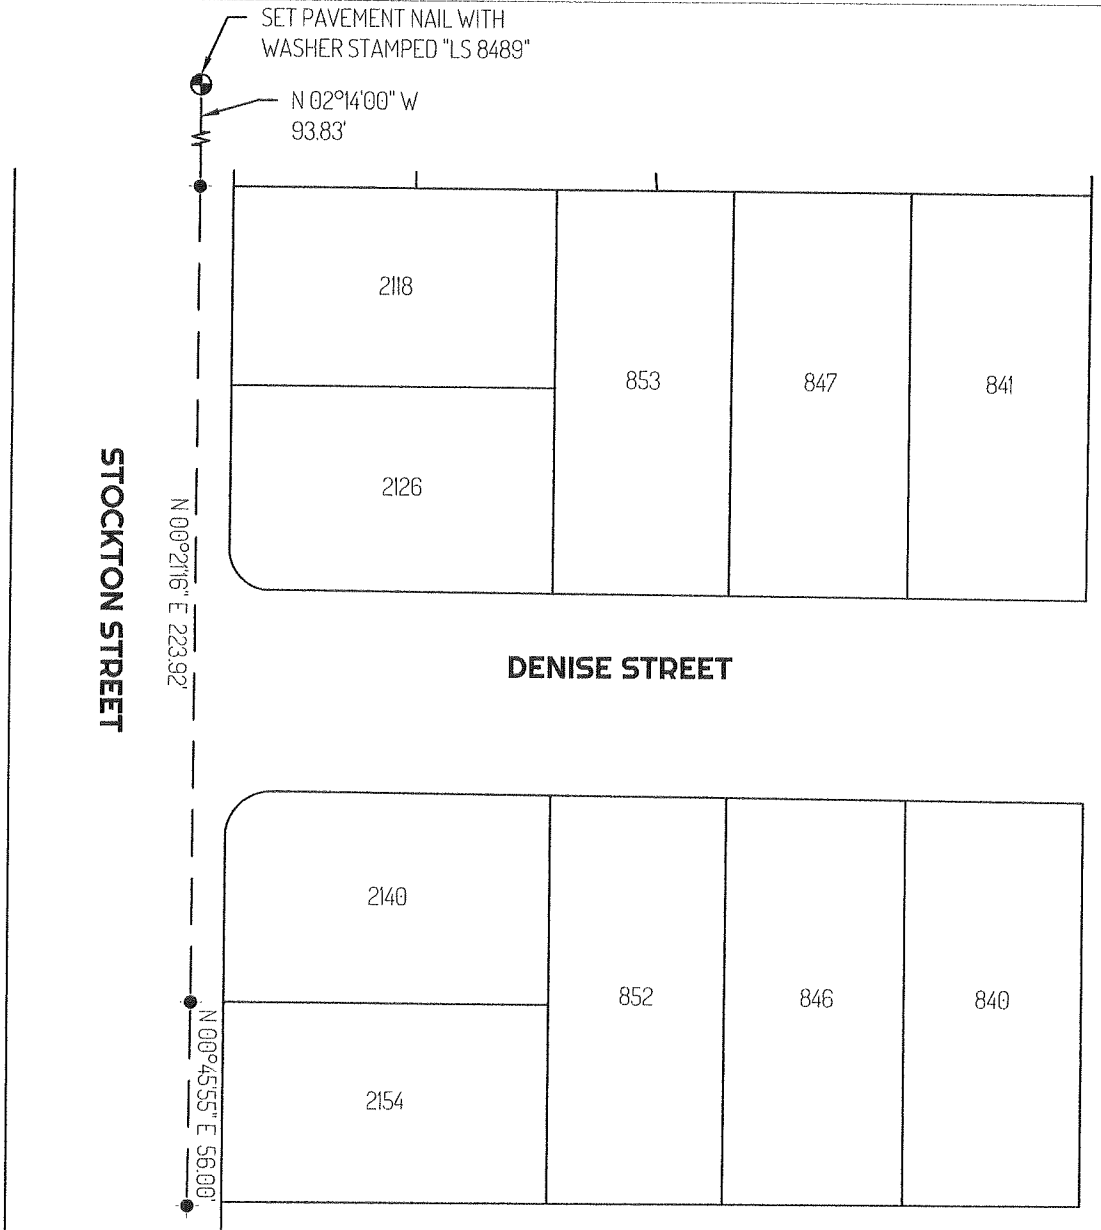 SET PAVEMENT NAIL WITH
WASHER STAMPED "LS 8489"
N 02°14'00" W
93.83'
2118
853
847
841
2126
STOCKTON STREET
N 00°21'16" E 223.92'
DENISE STREET
2140
852
846
840
N 00°45'55" E 56.00'
2154